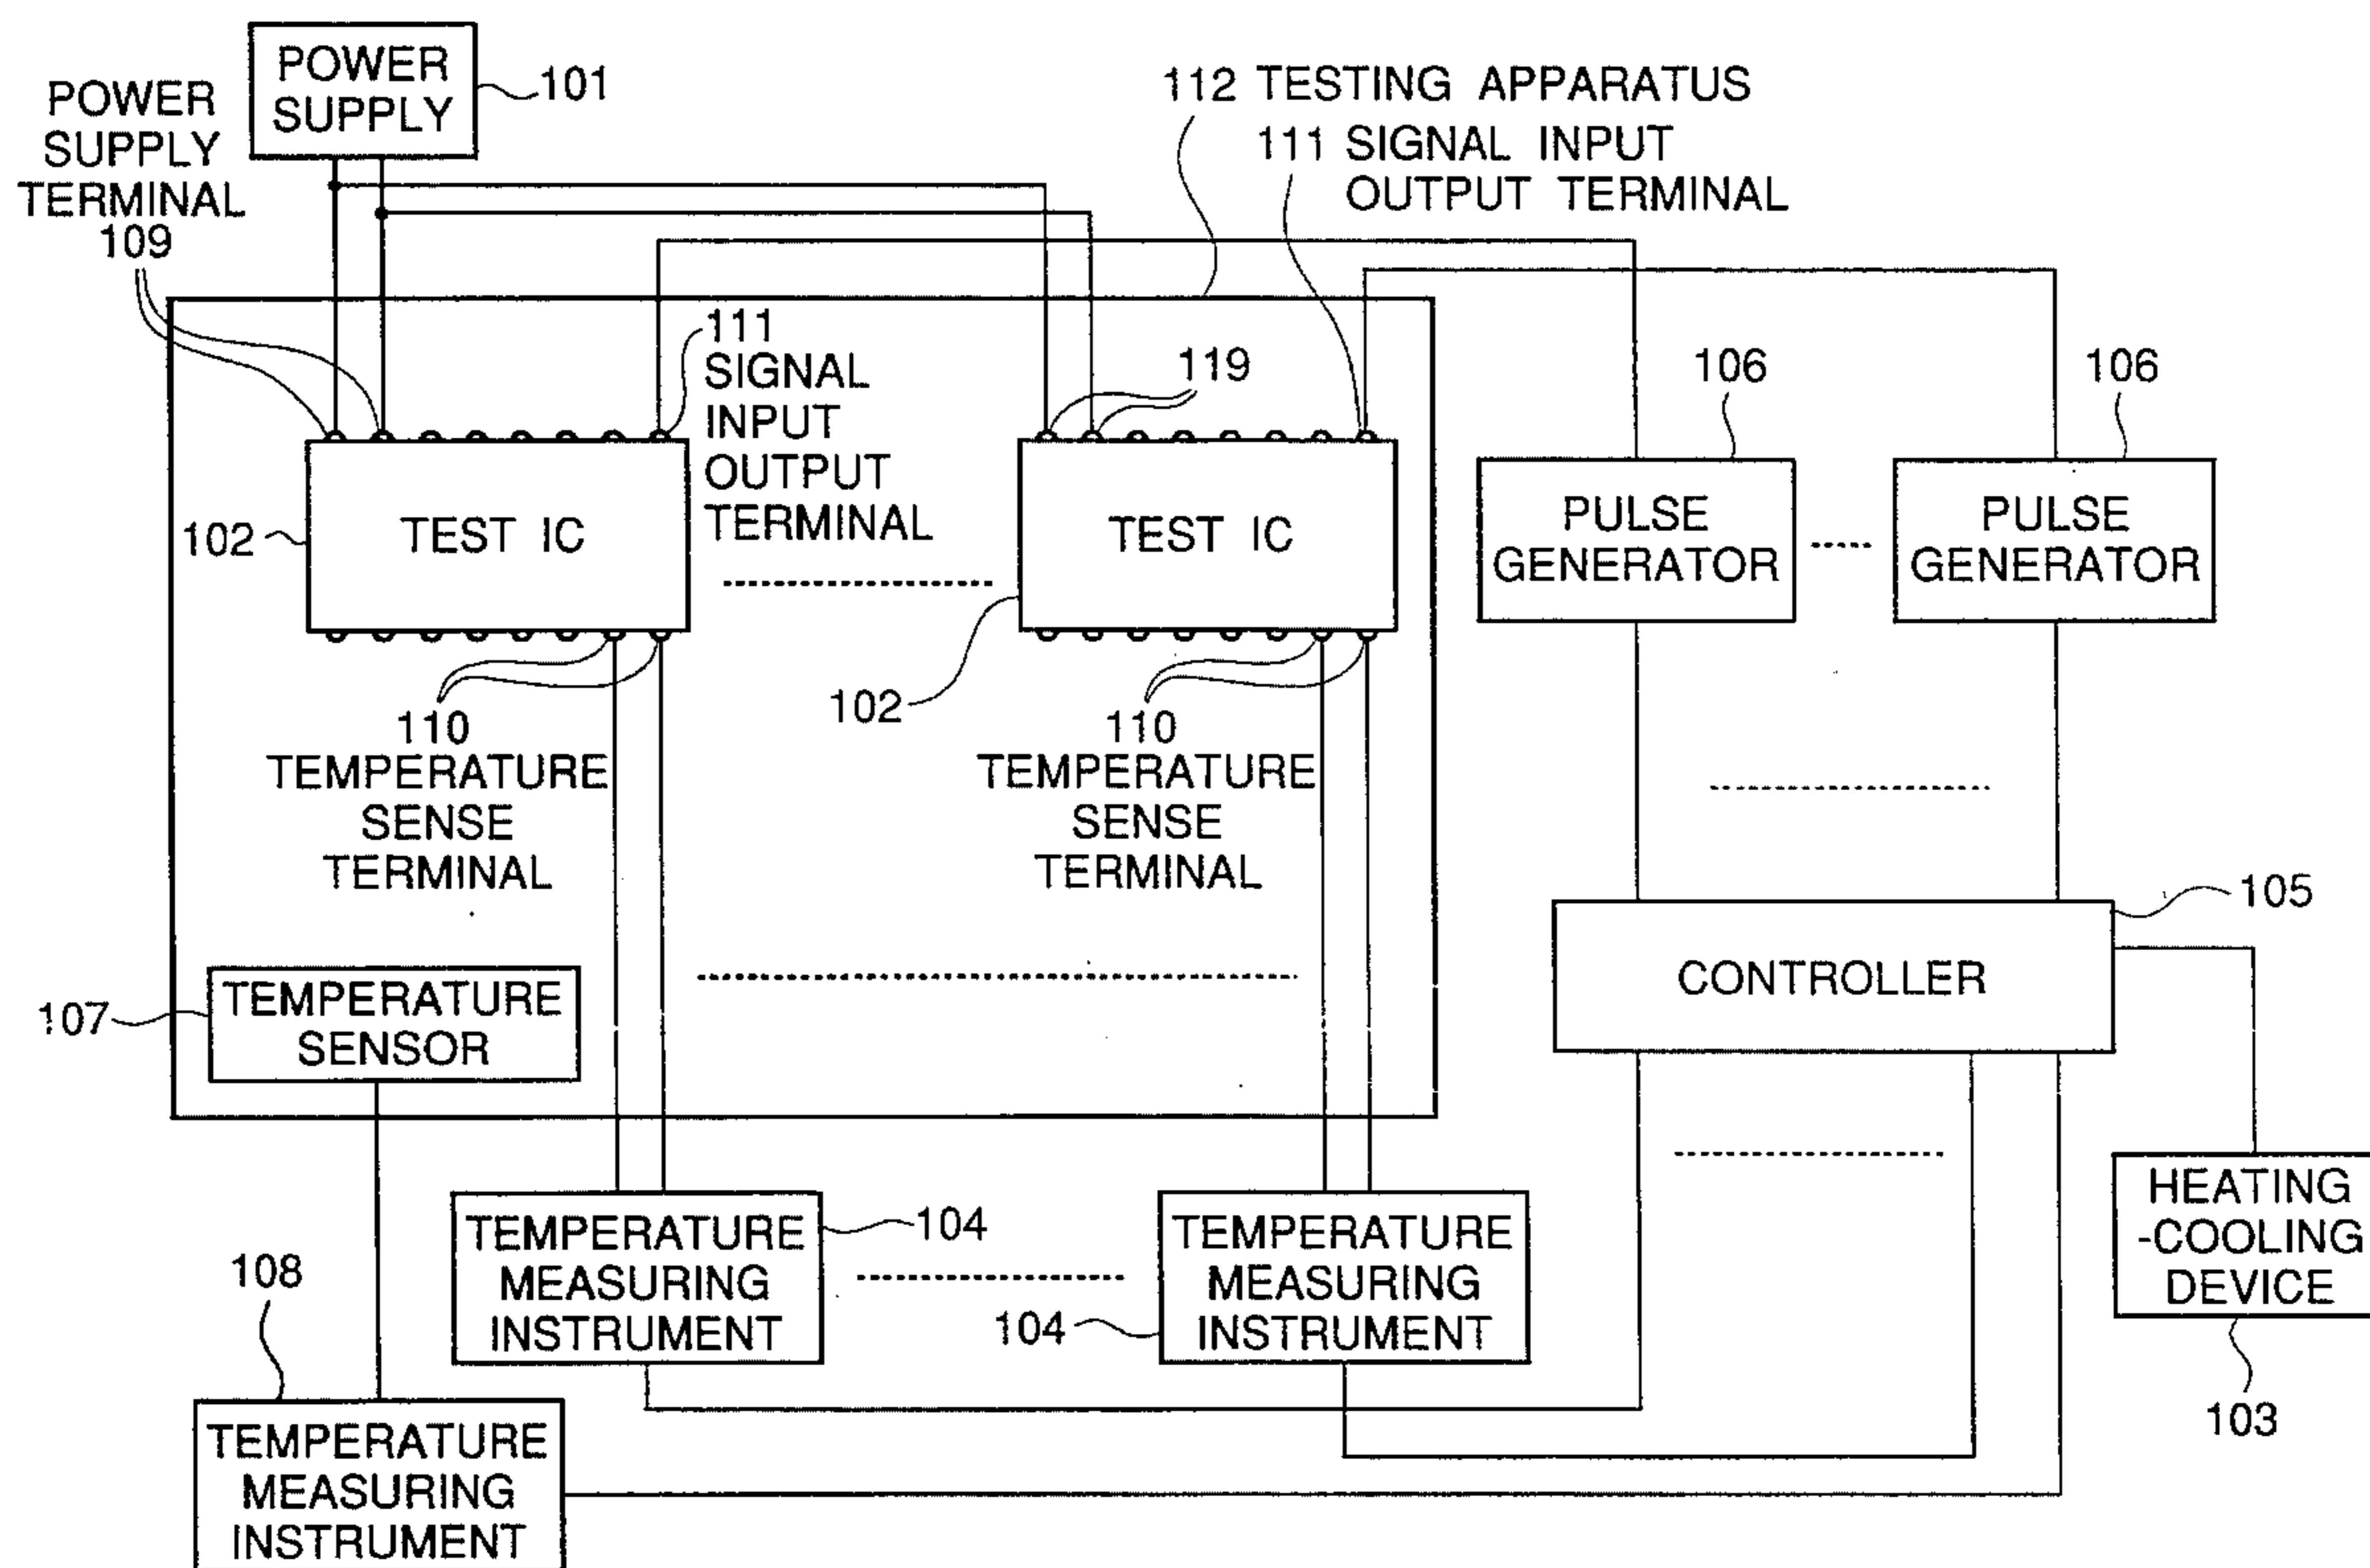 POWER
SUPPLY
101
POWER
SUPPLY
TERMINAL
109
112 TESTING APPARATUS
111 SIGNAL INPUT
OUTPUT TERMINAL
111
SIGNAL
INPUT
OUTPUT
TERMINAL
119
106
106
TEST IC
102
TEST IC
102
PULSE
GENERATOR
PULSE
GENERATOR
110
TEMPERATURE
SENSE
TERMINAL
110
TEMPERATURE
SENSE
TERMINAL
105
CONTROLLER
107
TEMPERATURE
SENSOR
HEATING
-COOLING
DEVICE
103
TEMPERATURE
MEASURING
INSTRUMENT
104
TEMPERATURE
MEASURING
INSTRUMENT
104
108
TEMPERATURE
MEASURING
INSTRUMENT